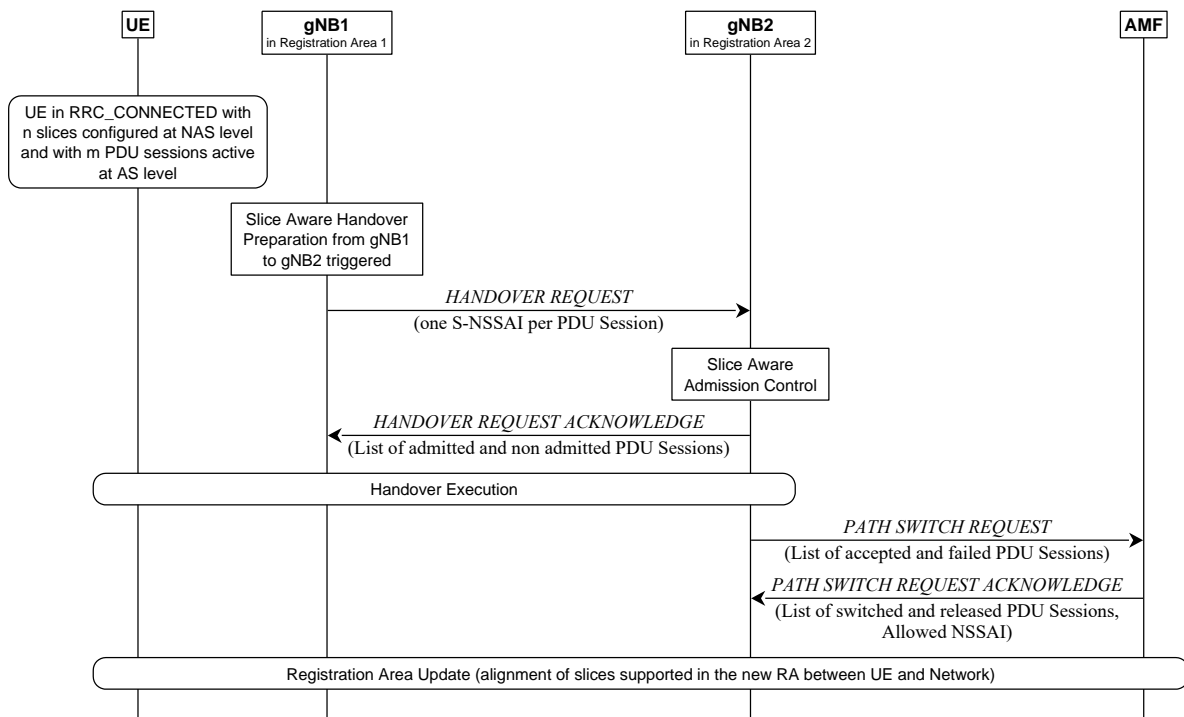 UE
gNB1
in Registration Area 1
gNB2
in Registration Area 2
AMF
UE in RRC_CONNECTED with
n slices configured at NAS level
and with m PDU sessions active
at AS level
Slice Aware Handover
Preparation from gNB1
to gNB2 triggered
HANDOVER REQUEST
(one S-NSSAI per PDU Session)
Slice Aware
Admission Control
HANDOVER REQUEST ACKNOWLEDGE
(List of admitted and non admitted PDU Sessions)
Handover Execution
PATH SWITCH REQUEST
(List of accepted and failed PDU Sessions)
PATH SWITCH REQUEST ACKNOWLEDGE
(List of switched and released PDU Sessions,
Allowed NSSAI)
Registration Area Update (alignment of slices supported in the new RA between UE and Network)